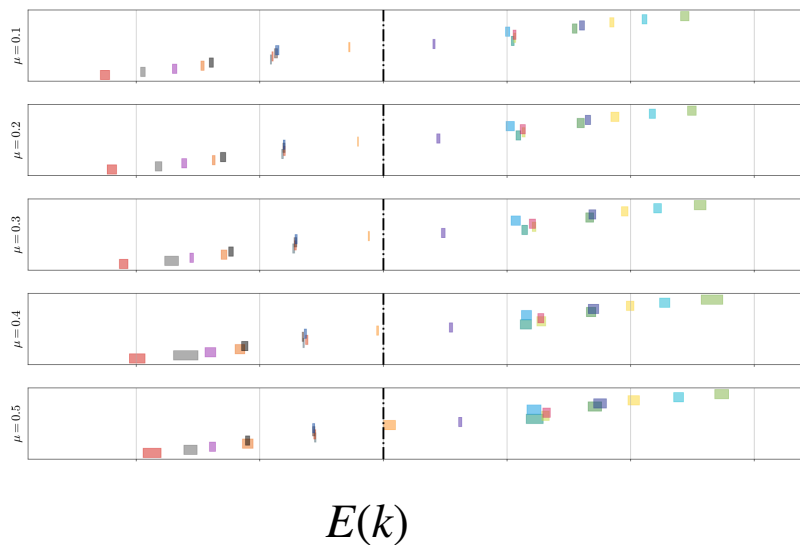 μ = 0.1
μ = 0.2
μ = 0.3
μ = 0.4
μ = 0.5
E(k)